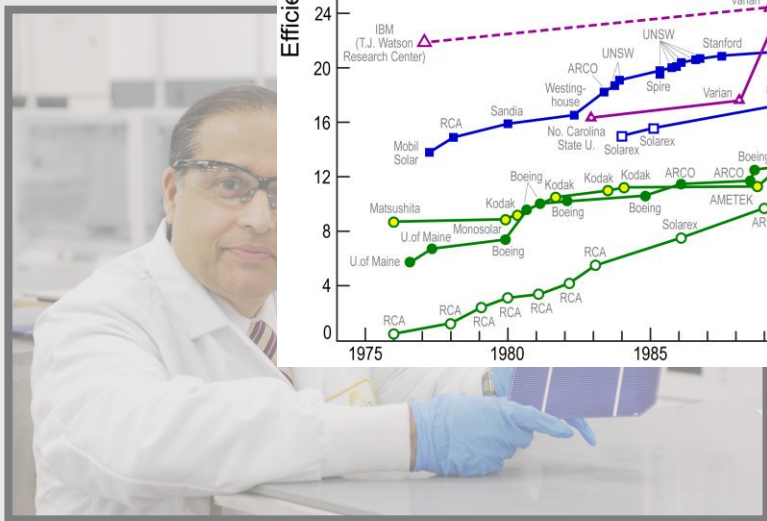 Varian
24
IBM
(T.J. Watson
Research Center)
UNSW
UNSW
Stanford
20
ARCO
Spire
Westing-
house
RCA
Sandia
16
No. Carolina
State U.
Varian
Mobil
Solar
Solarex
Solarex
Boeing
12
Boeing
Kodak
Kodak
Kodak
ARCO
ARCO
Matsushita
Boeing
Boeing
AMETEK
U.of Maine
Monosolar
8
U.of Maine
Boeing
Solarex
RCA
4
RCA
RCA
RCA
RCA
RCA
RCA
0
RCA
1975
1980
1985